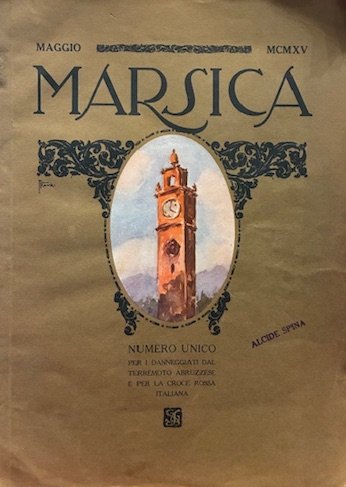 MAGGIO MCMXV
MARSICA
NUMERO UNICO
PER I DANNEGGIATI DAL
TERREMOTO ABRUZZESE
E PER LA CROCE ROSSA
ITALIANA
ALCIDE SPINA